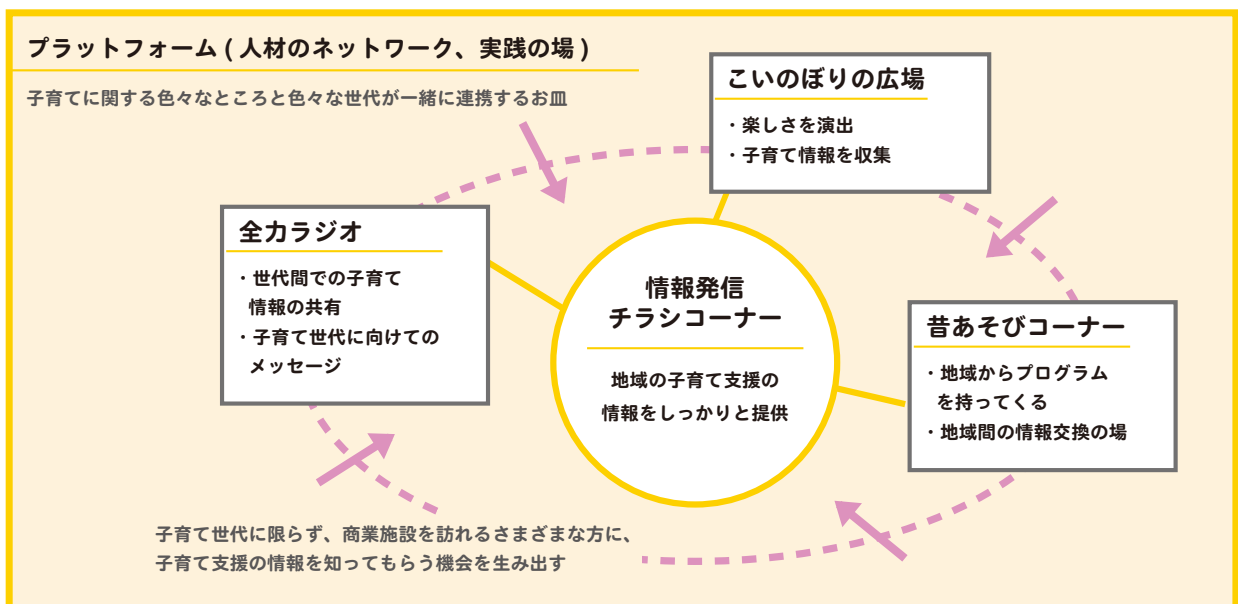 プラットフォーム ( 人材のネットワーク、実践の場 )
子育てに関する色々なところと色々な世代が一緒に連携するお皿
こいのぼりの広場
・楽しさを演出
・子育て情報を収集
全力ラジオ
・世代間での子育て
情報の共有
・子育て世代に向けての
メッセージ
情報発信
チラシコーナー
地域の子育て支援の
情報をしっかりと提供
昔あそびコーナー
・地域からプログラム
を持ってくる
・地域間の情報交換の場
子育て世代に限らず、商業施設を訪れるさまざまな方に、
子育て支援の情報を知ってもらう機会を生み出す